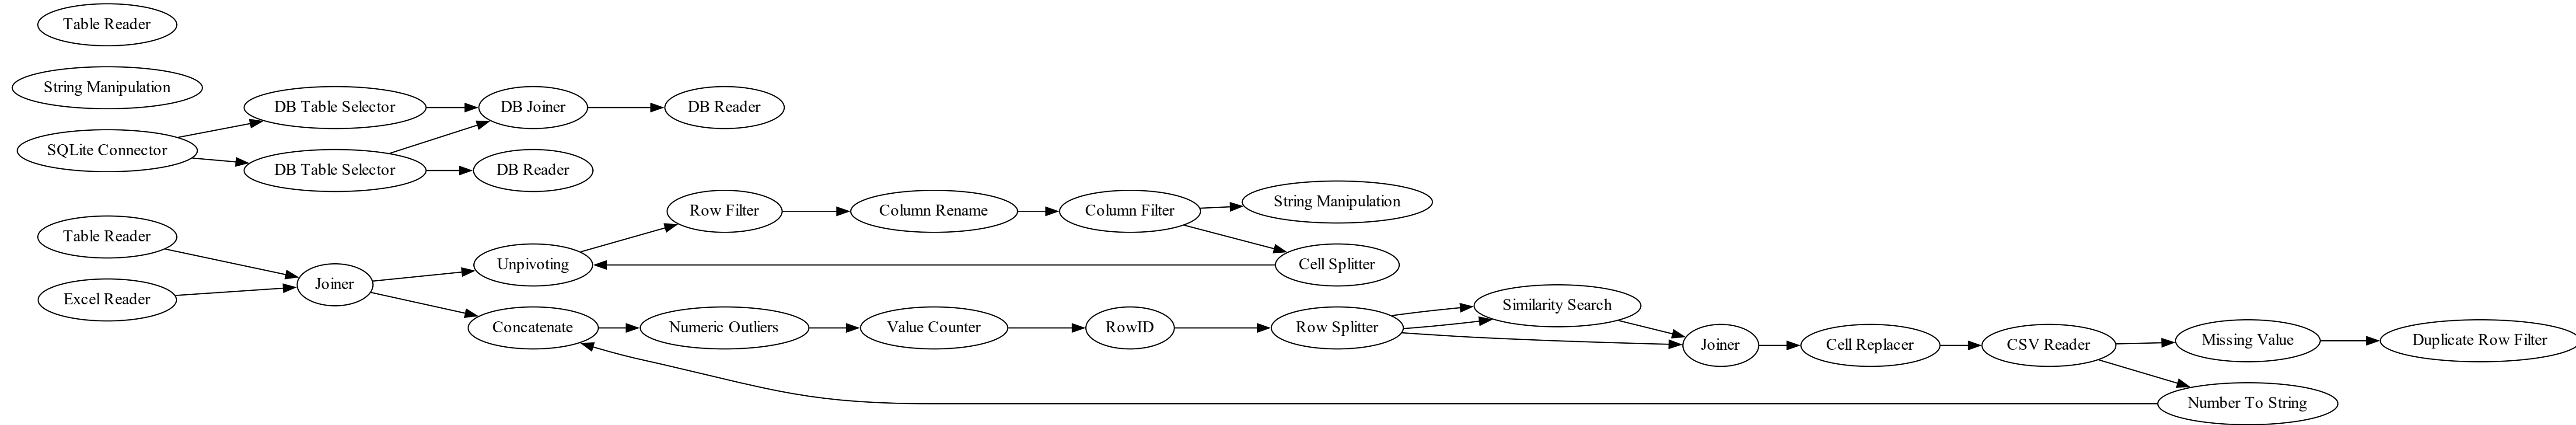 Table Reader
String Manipulation
DB Table Selector
DB Joiner
DB Reader
SQLite Connector
DB Table Selector
DB Reader
Row Filter
Column Rename
Column Filter
String Manipulation
Table Reader
Unpivoting
Cell Splitter
Joiner
Excel Reader
Concatenate
Numeric Outliers
Value Counter
RowID
Row Splitter
Similarity Search
Joiner
Cell Replacer
CSV Reader
Missing Value
Duplicate Row Filter
Number To String